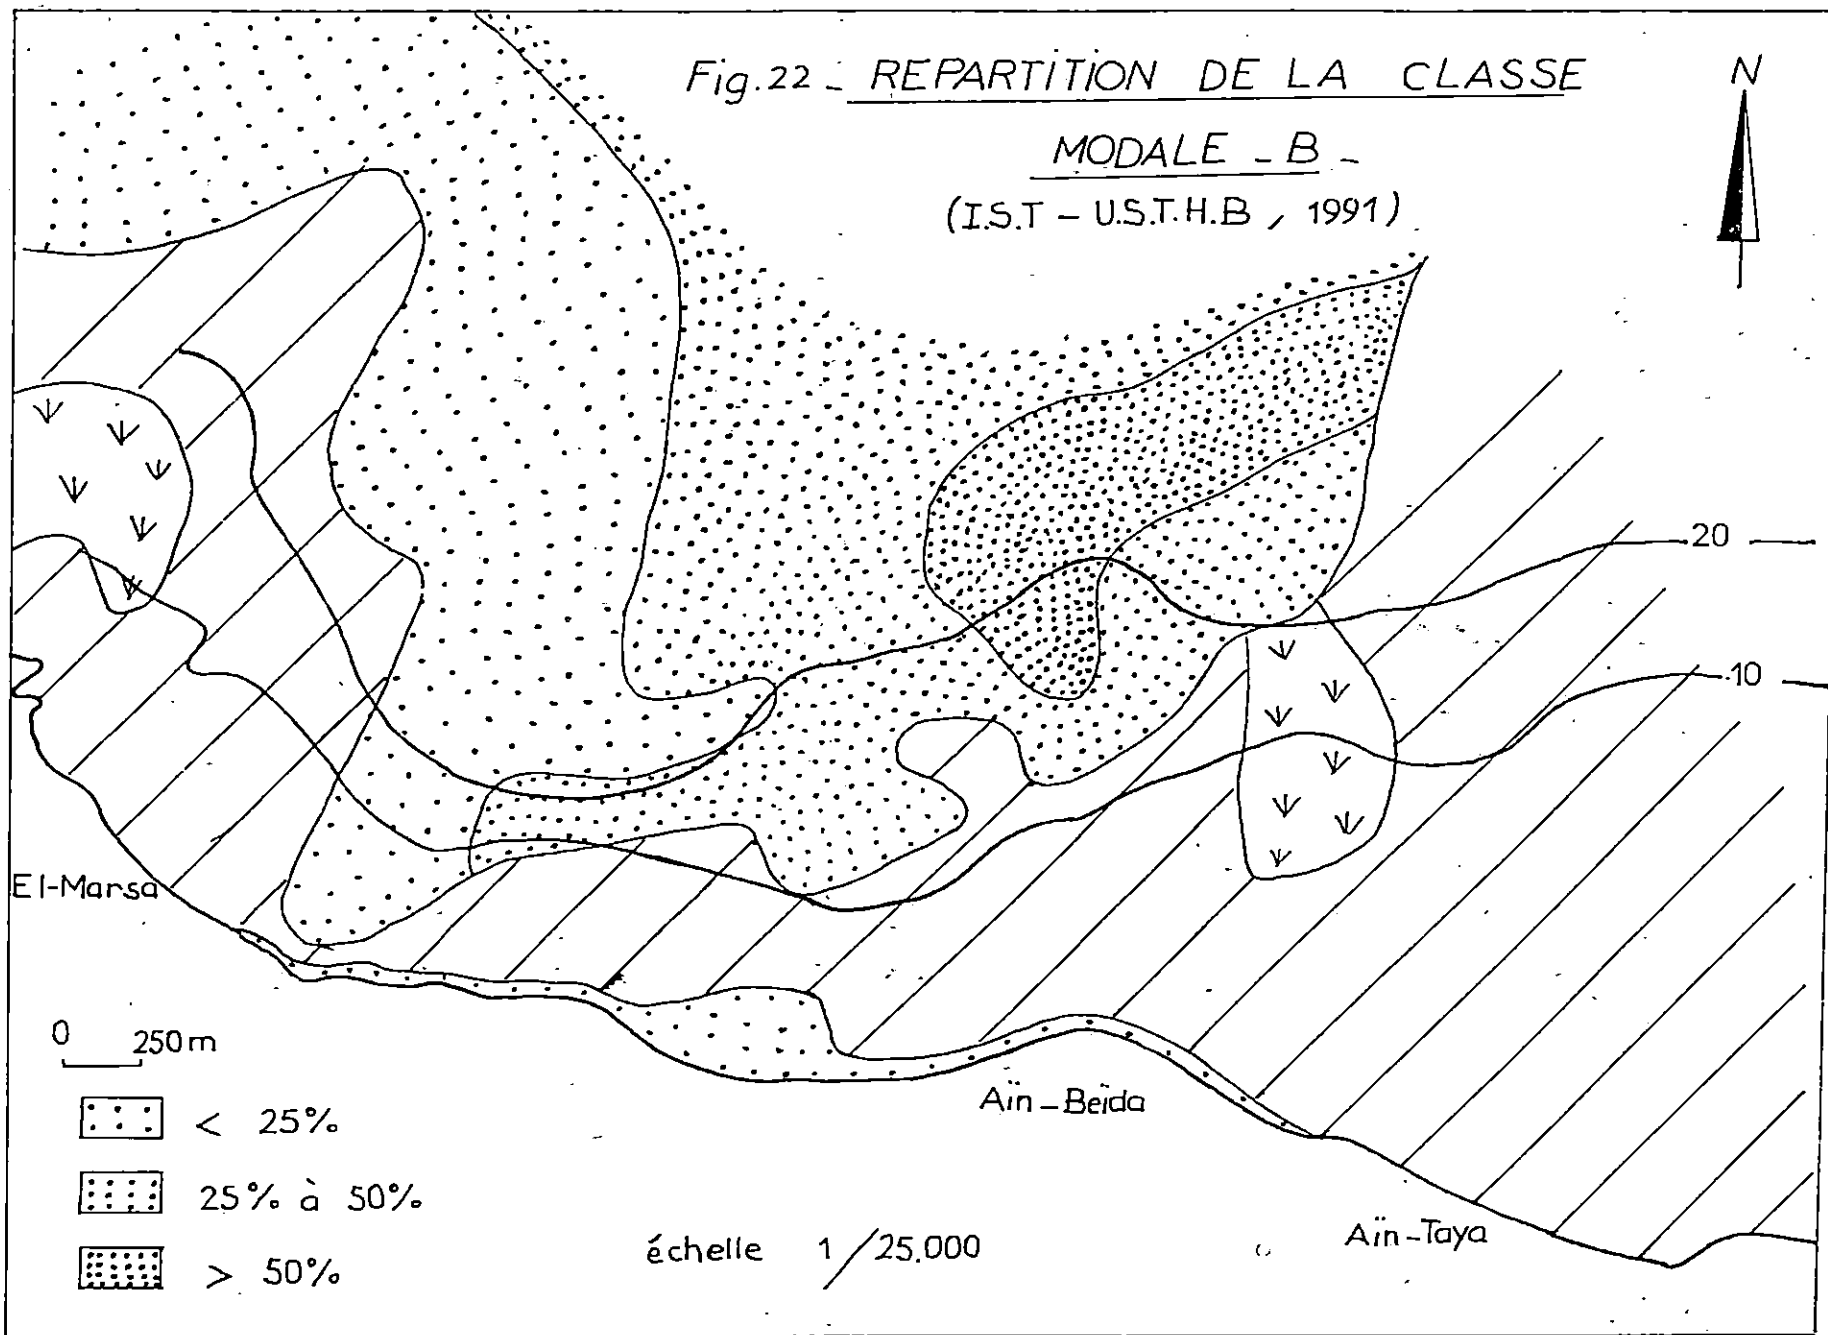 Fig.22 - REPARTITION DE LA CLASSE
MODALE - B -
(I.S.T - U.S.T.H.B, 1991)
N
20
10
El-Marsa
0 250m
Aïn-Beïda
< 25%
25% à 50%
Aïn-Taya
échelle 1/25.000
> 50%